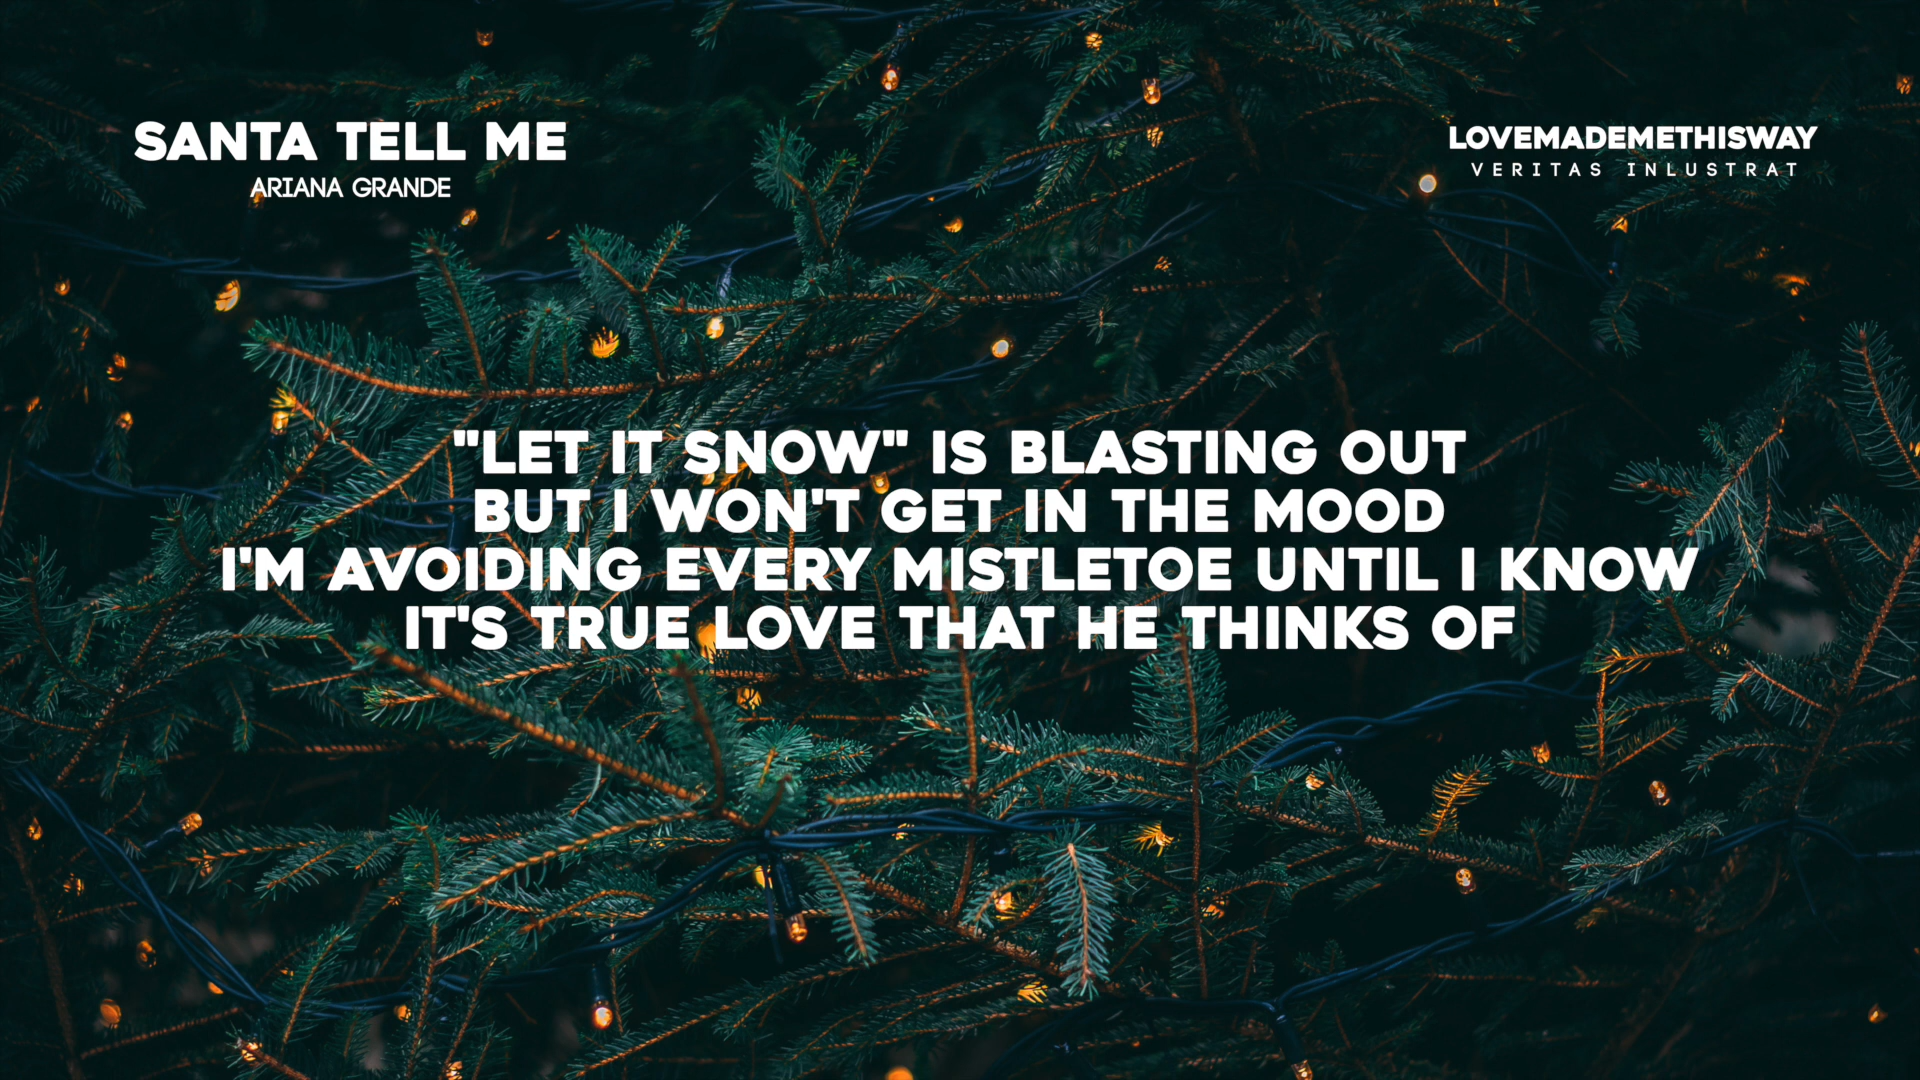 SANTA TELL ME
ARIANA GRANDE
LOVEMADEMETHISWAY
VERITAS INLUSTRAT
"LET IT SNOW" IS BLASTING OUT
BUT I WON'T GET IN THE MOOD
I'M AVOIDING EVERY MISTLETOE UNTIL I KNOW
IT'S TRUE LOVE THAT HE THINKS OF